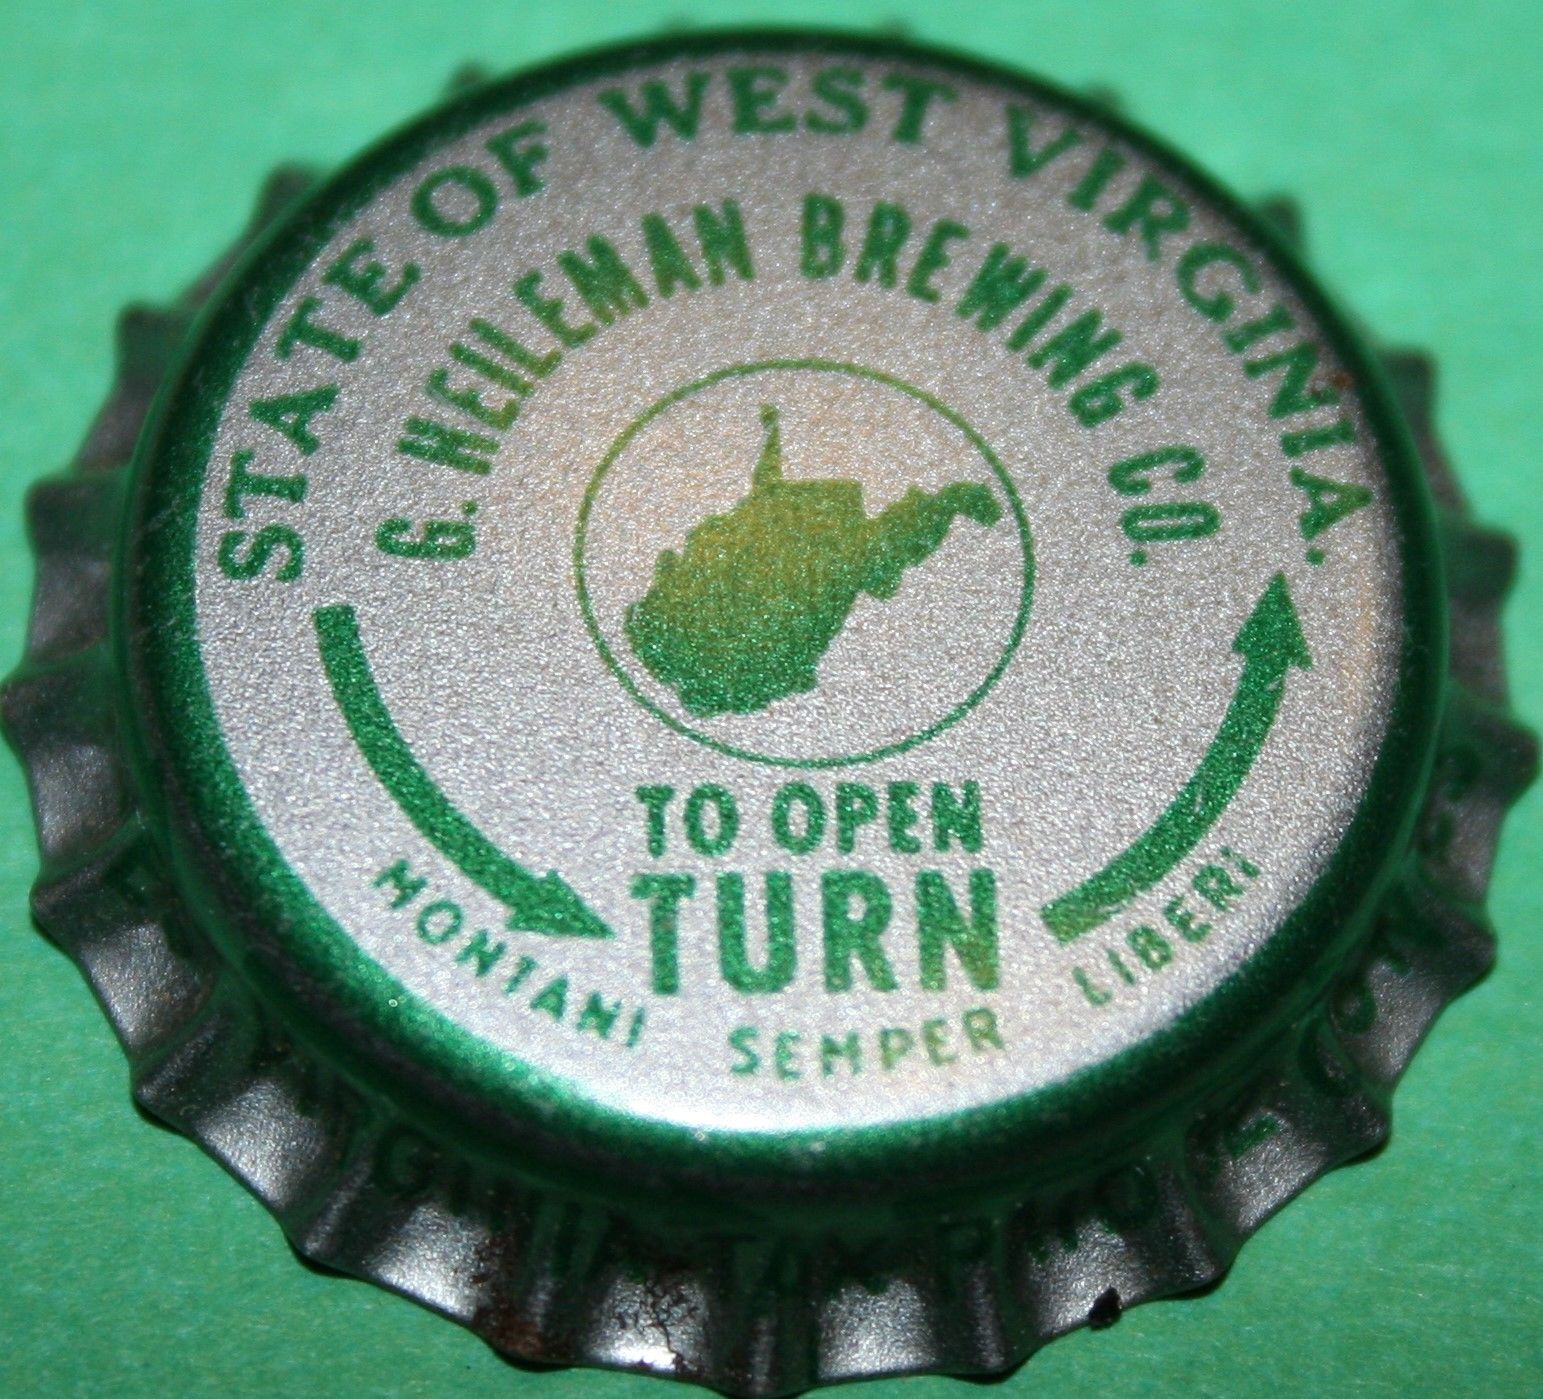 STATE OF WEST VIRGINIA.
G. HEILEMAN BREWING CO.
TO OPEN
TURN
MONTANI SEMPER LIBERI